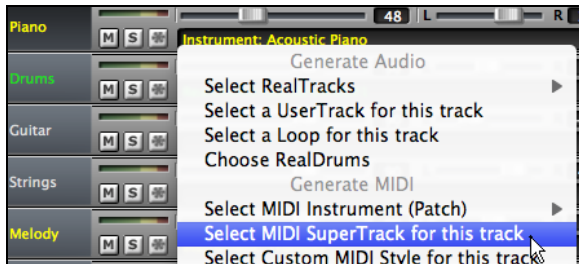 Piano
48 L R
M S *
Instrument: Acoustic Piano
Generate Audio
Drums
M S *
Select RealTracks
Select a UserTrack for this track
Guitar
M S *
Select a Loop for this track
Choose RealDrums
Strings
M S *
Generate MIDI
Select MIDI Instrument (Patch)
Melody
M S *
Select MIDI SuperTrack for this track
Select Custom MIDI Style for this track